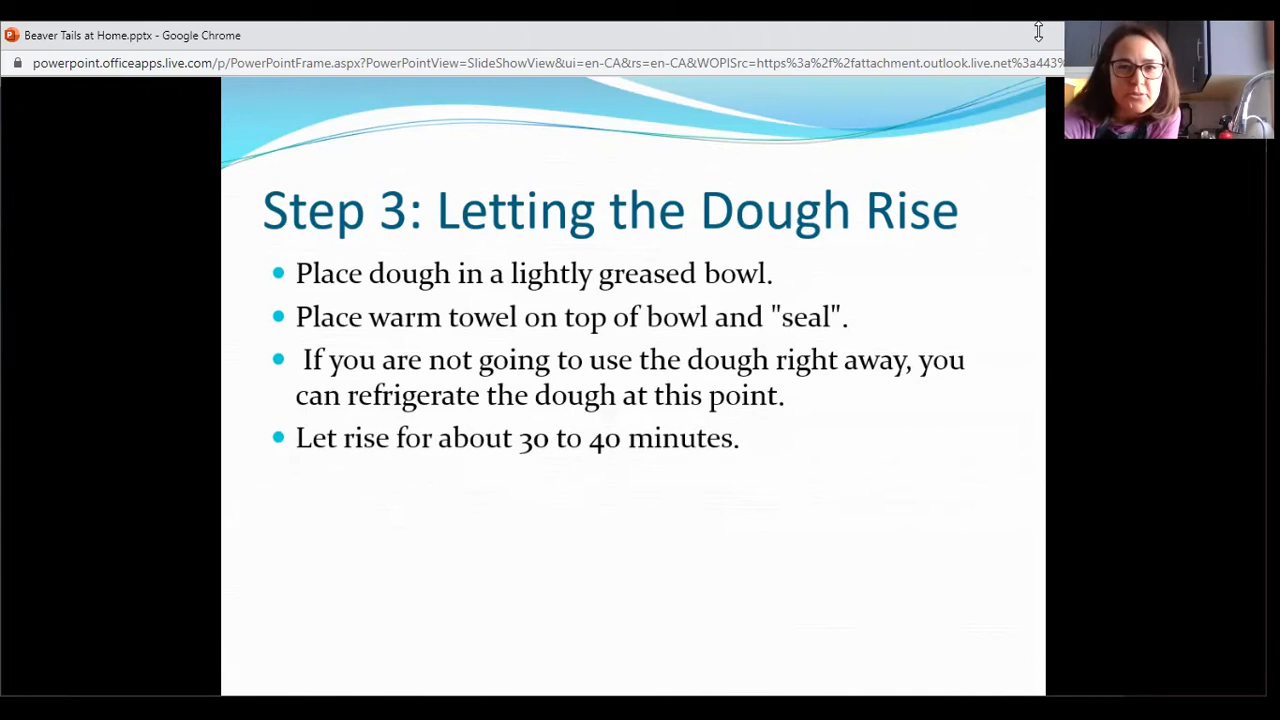 Beaver Tails at Home.pptx - Google Chrome
powerpoint.officeapps.live.com/p/PowerPointFrame.aspx?PowerPointView=SlideShowView&ui=en-CA&rs=en-CA&WOPISrc=https%3a%2f%2fattachment.outlook.live.net%3a443%
Step 3: Letting the Dough Rise
Place dough in a lightly greased bowl.
Place warm towel on top of bowl and "seal".
If you are not going to use the dough right away, you
can refrigerate the dough at this point.
Let rise for about 30 to 40 minutes.